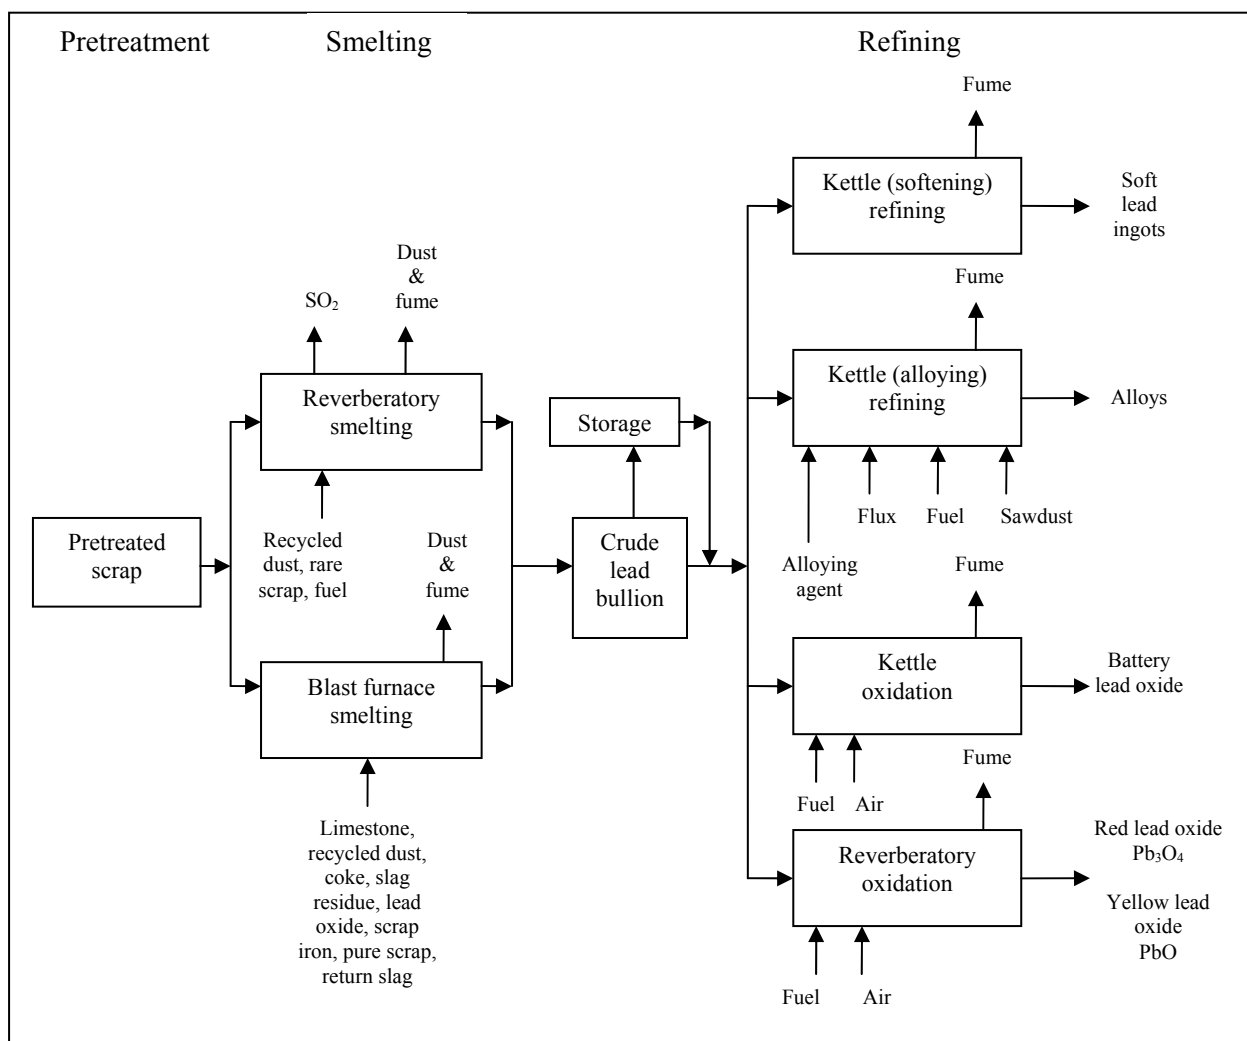 Pretreatment
Smelting
Refining
Fume
Kettle (softening)
refining
Soft
lead
ingots
Dust
&
fume
SO₂
Fume
Reverberatory
smelting
Kettle (alloying)
refining
Alloys
Storage
Flux
Fuel
Sawdust
Pretreated
scrap
Recycled
dust, rare
scrap, fuel
Dust
&
fume
Crude
lead
bullion
Alloying
agent
Fume
Blast furnace
smelting
Kettle
oxidation
Battery
lead oxide
Fuel
Air
Fume
Limestone,
recycled dust,
coke, slag
residue, lead
oxide, scrap
iron, pure scrap,
return slag
Reverberatory
oxidation
Red lead oxide
Pb₃O₄
Yellow lead
oxide
PbO
Fuel
Air